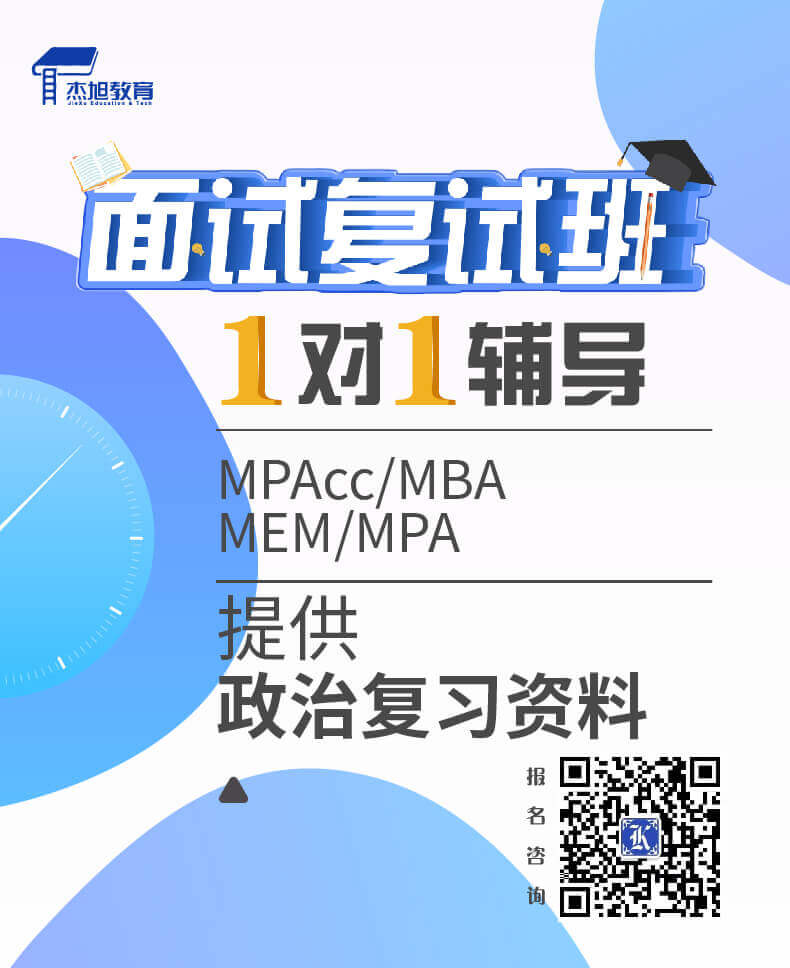 杰旭教育
JieXu Education & Tech
面试复试班
1对1辅导
MPAcc/MBA
MEM/MPA
提供
政治复习资料
报名咨询
K